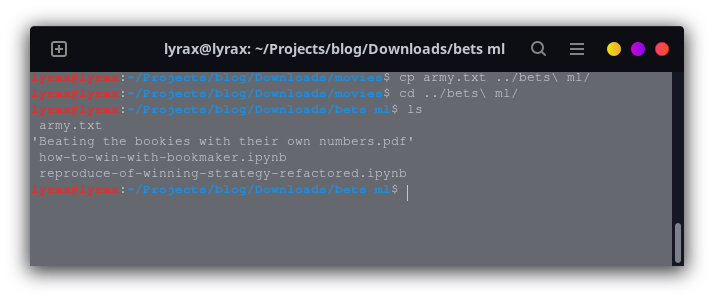 lyrax@lyrax: ~/Projects/blog/Downloads/bets ml
lyrax@lyrax:~/Projects/blog/Downloads/movies$ cp army.txt ../bets\ ml/
lyrax@lyrax:~/Projects/blog/Downloads/movies$ cd ../bets\ ml/
lyrax@lyrax:~/Projects/blog/Downloads/bets ml$ ls
army.txt
'Beating the bookies with their own numbers.pdf'
how-to-win-with-bookmaker.ipynb
reproduce-of-winning-strategy-refactored.ipynb
lyrax@lyrax:~/Projects/blog/Downloads/bets ml$